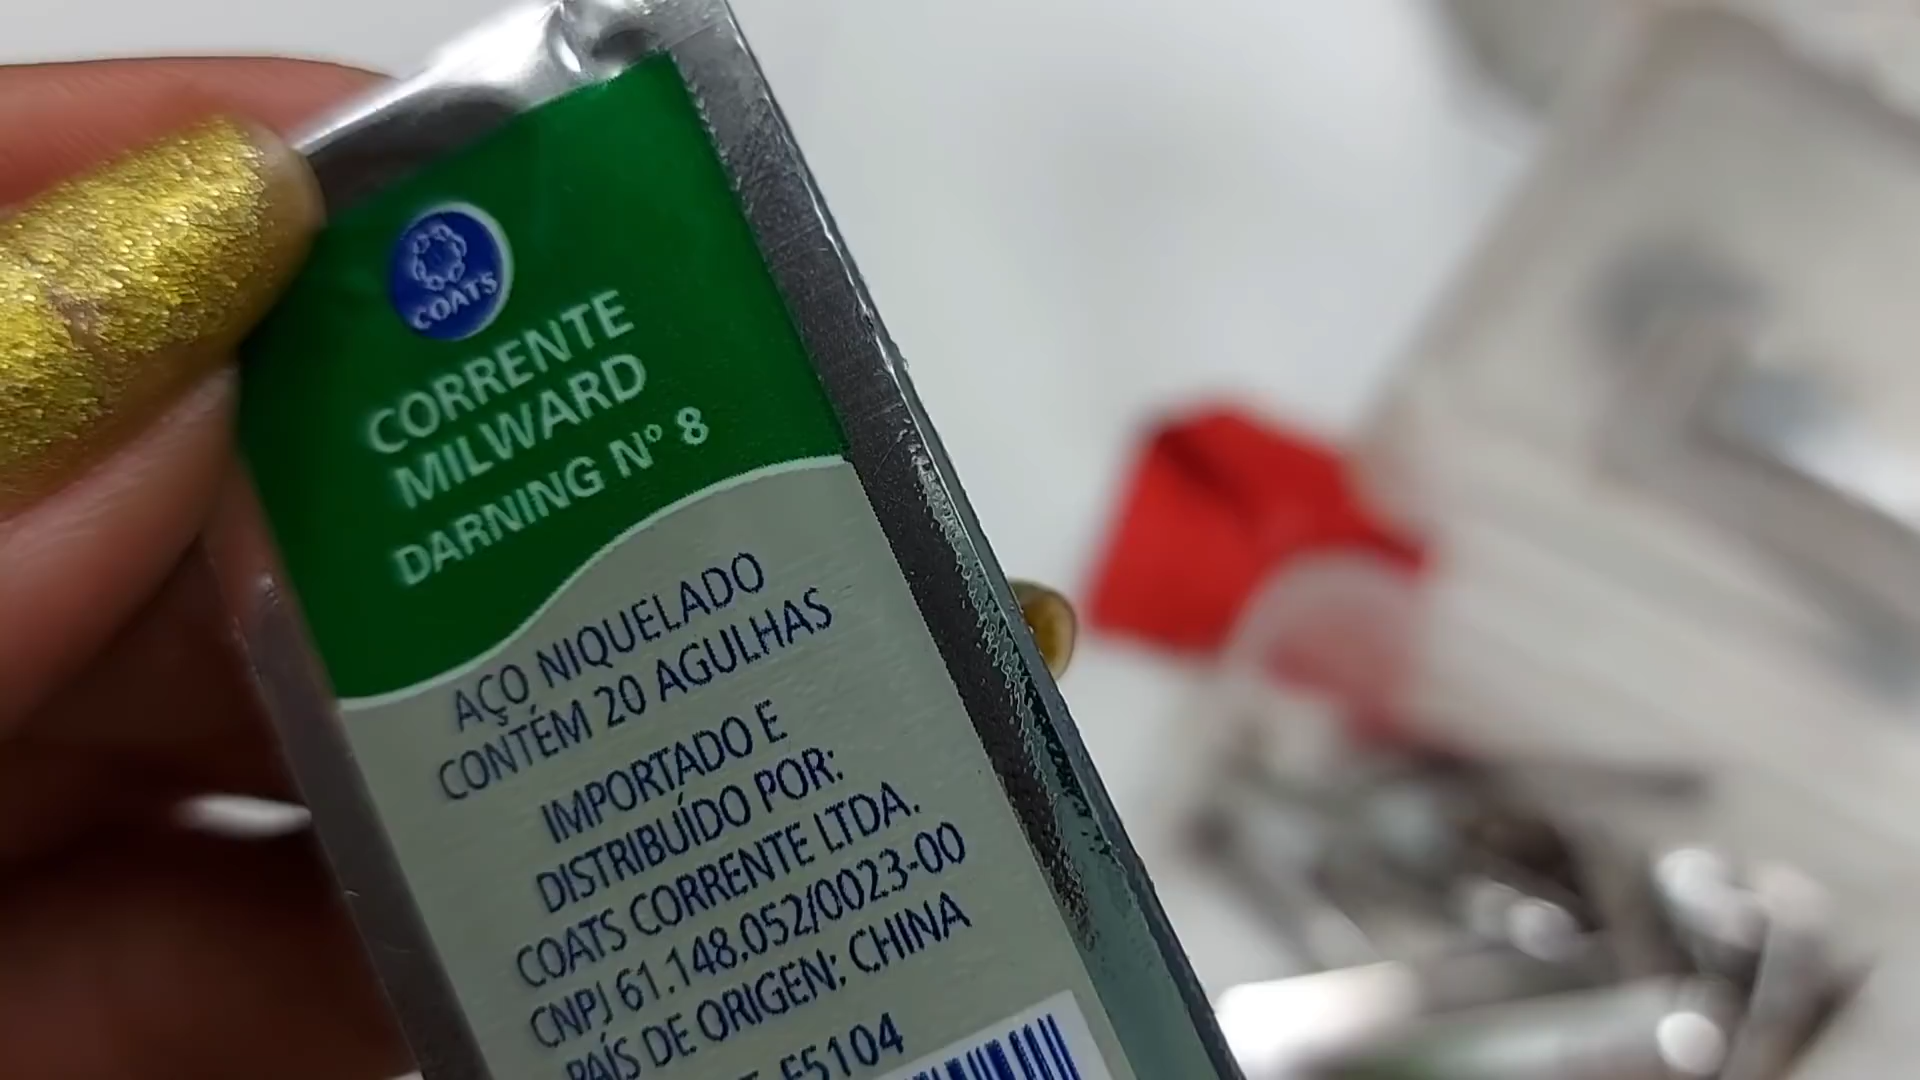 COATS
CORRENTE
MILWARD
DARNING Nº 8
AÇO NIQUELADO
CONTÉM 20 AGULHAS
IMPORTADO E
DISTRIBUÍDO POR:
COATS CORRENTE LTDA.
CNPJ 61.148.052/0023-00
PAÍS DE ORIGEN: CHINA
F5104